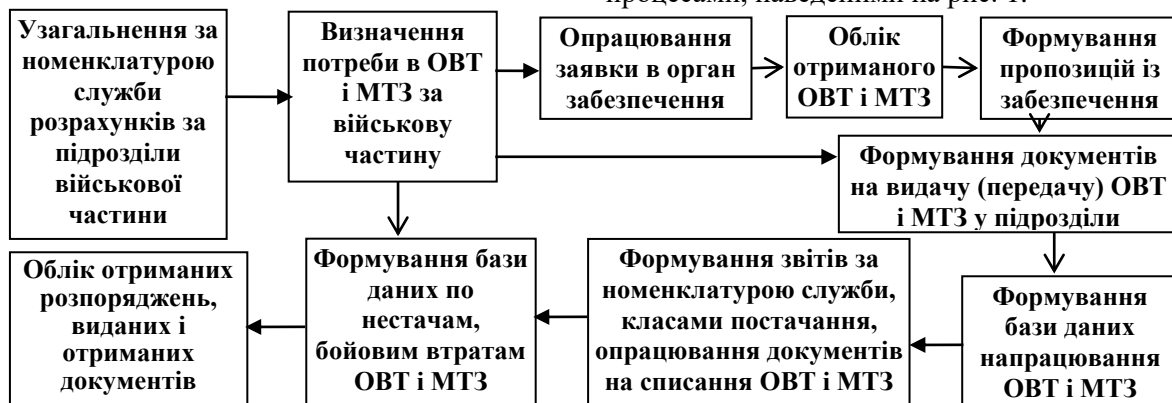 процесами, наведеними на рис. 1.
Узагальнення за
номенклатурою
служби
розрахунків за
підрозділи
військової
частини
Визначення
потреби в ОВТ
і МТЗ за
військову
частину
Опрацювання
заявки в орган
забезпечення
Облік
отриманого
ОВТ і МТЗ
Формування
пропозицій із
забезпечення
Формування документів
на видачу (передачу) ОВТ
і МТЗ у підрозділи
Облік отриманих
розпоряджень,
виданих і
отриманих
документів
Формування бази
даних по
нестачам,
бойовим втратам
ОВТ і МТЗ
Формування звітів за
номенклатурою служби,
класами постачання,
опрацювання документів
на списання ОВТ і МТЗ
Формування
бази даних
напрацювання
ОВТ і МТЗ